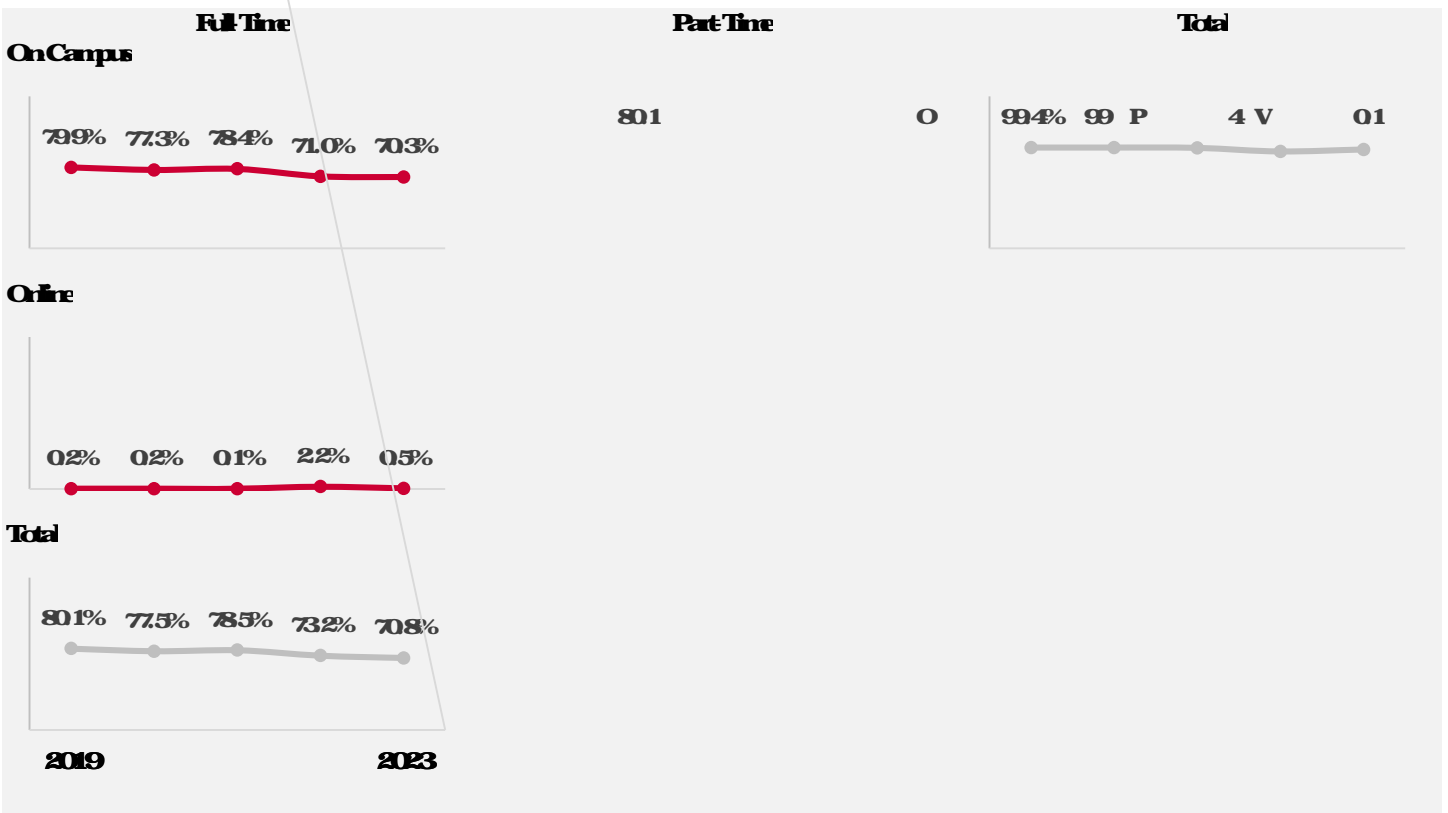 Full-Time Part-Time Total
On-Campus
79.9% 77.3% 78.4% 71.0% 70.3% 80.1 O 99.4% 99 P 4 V 0.1
Online
0.2% 0.2% 0.1% 2.2% 0.5%
Total
80.1% 77.5% 78.5% 73.2% 70.8%
2019 2023